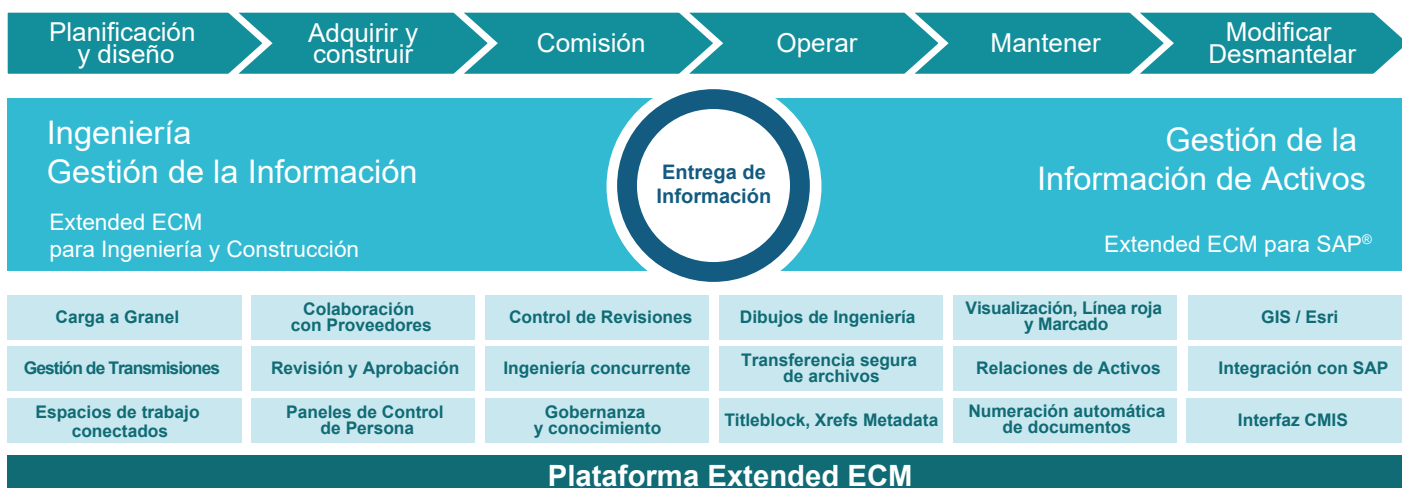 Planificación
y diseño
Adquirir y
construir
Comisión
Operar
Mantener
Modificar
Desmantelar
Ingeniería
Gestión de la Información
Extended ECM
para Ingeniería y Construcción
Entrega de
Información
Gestión de la
Información de Activos
Extended ECM para SAP®
Carga a Granel
Colaboración
con Proveedores
Control de Revisiones
Dibujos de Ingeniería
Visualización, Línea roja
y Marcado
GIS / Esri
Gestión de Transmisiones
Revisión y Aprobación
Ingeniería concurrente
Transferencia segura
de archivos
Relaciones de Activos
Integración con SAP
Espacios de trabajo
conectados
Paneles de Control
de Persona
Gobernanza
y conocimiento
Titleblock, Xrefs Metadata
Numeración automática
de documentos
Interfaz CMIS
Plataforma Extended ECM